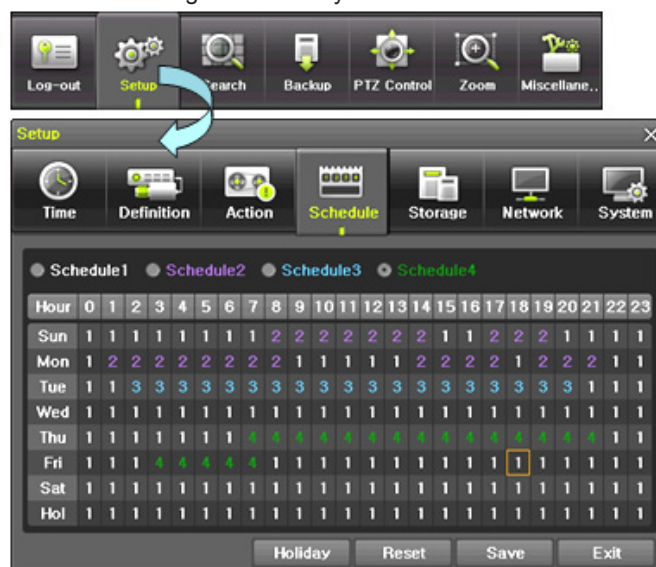 Log-out Setup Search Backup PTZ Control Zoom Miscellane..
Setup
Time Definition Action Schedule Storage Network System
Schedule1 Schedule2 Schedule3 Schedule4
Hour 0 1 2 3 4 5 6 7 8 9 10 11 12 13 14 15 16 17 18 19 20 21 22 23
Sun 1 1 1 1 1 1 1 1 2 2 2 2 2 2 2 1 1 2 2 2 1 1 1 1
Mon 1 2 2 2 2 2 2 2 2 1 1 1 1 1 2 2 2 2 1 2 2 2 1 1
Tue 1 1 3 3 3 3 3 3 3 3 3 3 3 3 3 3 3 3 3 3 3 1 1 1
Wed 1 1 1 1 1 1 1 1 1 1 1 1 1 1 1 1 1 1 1 1 1 1 1 1
Thu 1 1 1 1 1 1 1 4 4 4 4 4 4 4 4 4 4 4 4 4 4 4 1 1
Fri 1 1 1 4 4 4 4 4 1 1 1 1 1 1 1 1 1 1 1 1 1 1 1 1
Sat 1 1 1 1 1 1 1 1 1 1 1 1 1 1 1 1 1 1 1 1 1 1 1 1
Hol 1 1 1 1 1 1 1 1 1 1 1 1 1 1 1 1 1 1 1 1 1 1 1 1
Holiday Reset Save Exit